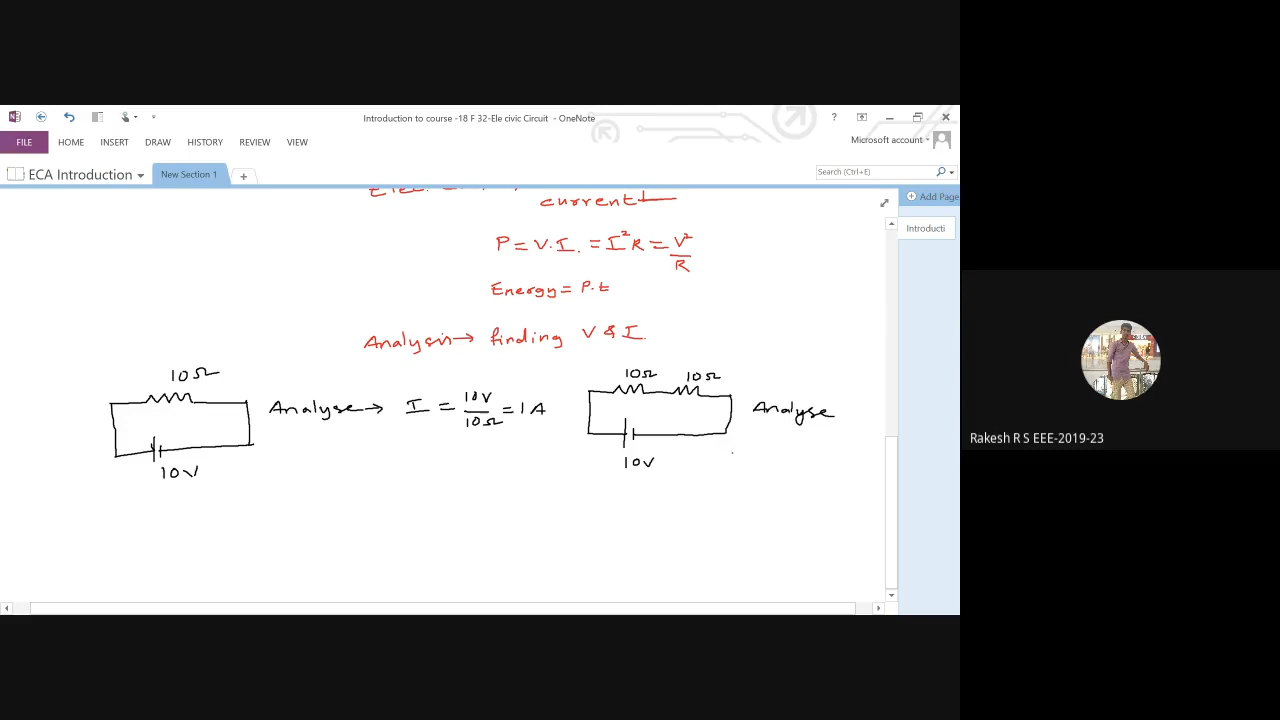 Introduction to course -18 F 32-Ele civic Circuit - OneNote
?
FILE
HOME
INSERT
DRAW
HISTORY
REVIEW
VIEW
Microsoft account
ECA Introduction
New Section 1
+
Search (Ctrl+E)
Add Page
Introducti
Elec.
current
P = V.I. = I²R = V²/R
Energy = P.t
Analysis → finding V & I.
10Ω
Analyse → I = 10V/10Ω = 1 A
10V
10Ω 10Ω
Analyse
10V
Rakesh R S EEE-2019-23